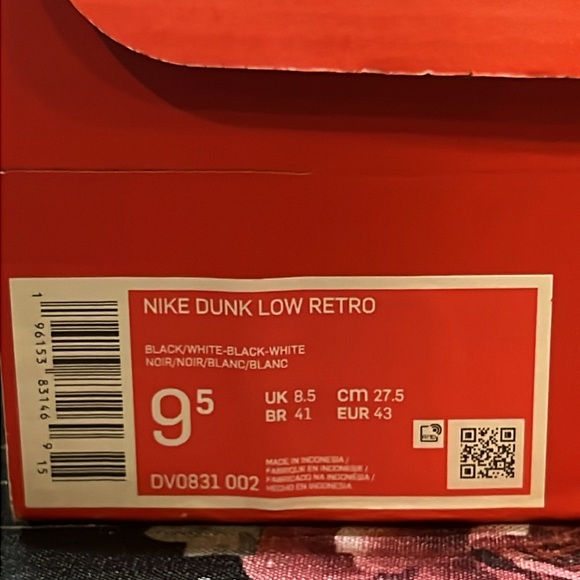 NIKE DUNK LOW RETRO
BLACK/WHITE-BLACK-WHITE
NOIR/NOIR/BLANC/BLANC
9⁵
UK 8.5 cm 27.5
BR 41 EUR 43
MADE IN INDONESIA /
FABRIQUE EN INDONESIE /
FABRICADO NA INDONÉSIA /
HECHO EN INDONESIA
DV0831 002
1 96153 83146 9 15